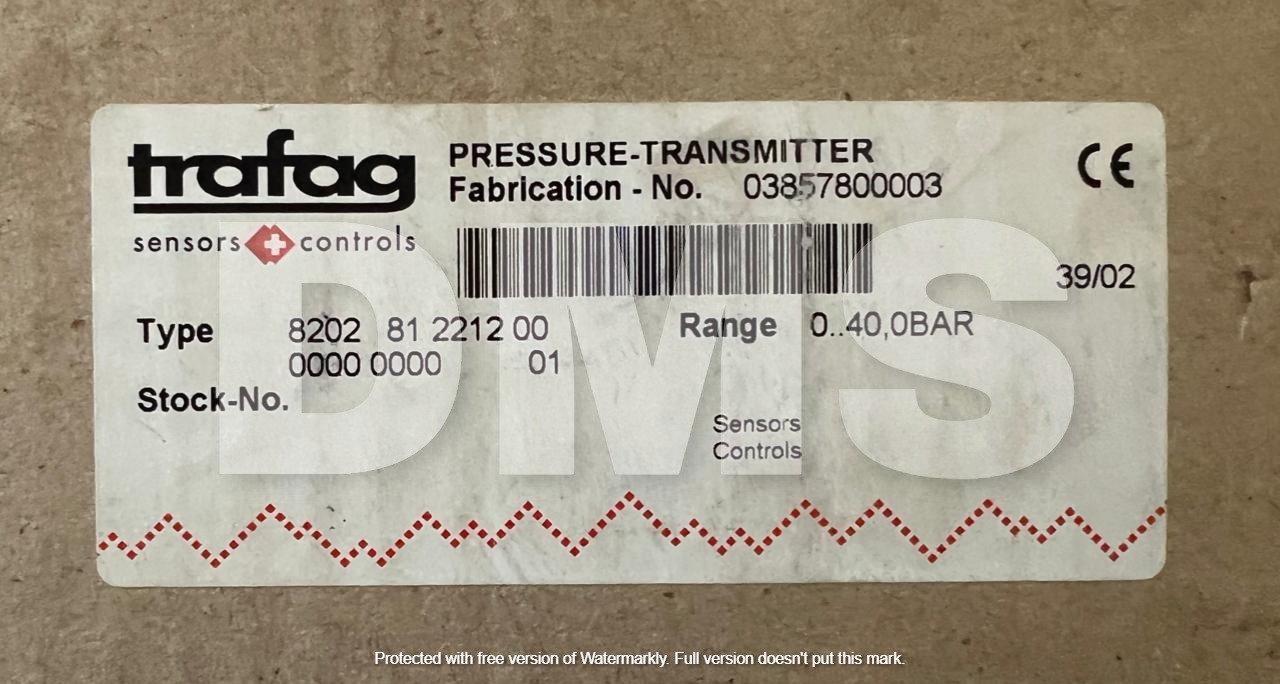 trafag
sensors controls
PRESSURE-TRANSMITTER
Fabrication - No. 03857800003
CE
39/02
Type 8202 81 2212 00
0000 0000 01
Range 0..40,0BAR
Stock-No.
Sensors
Controls
DMS
Protected with free version of Watermarkly. Full version doesn't put this mark.